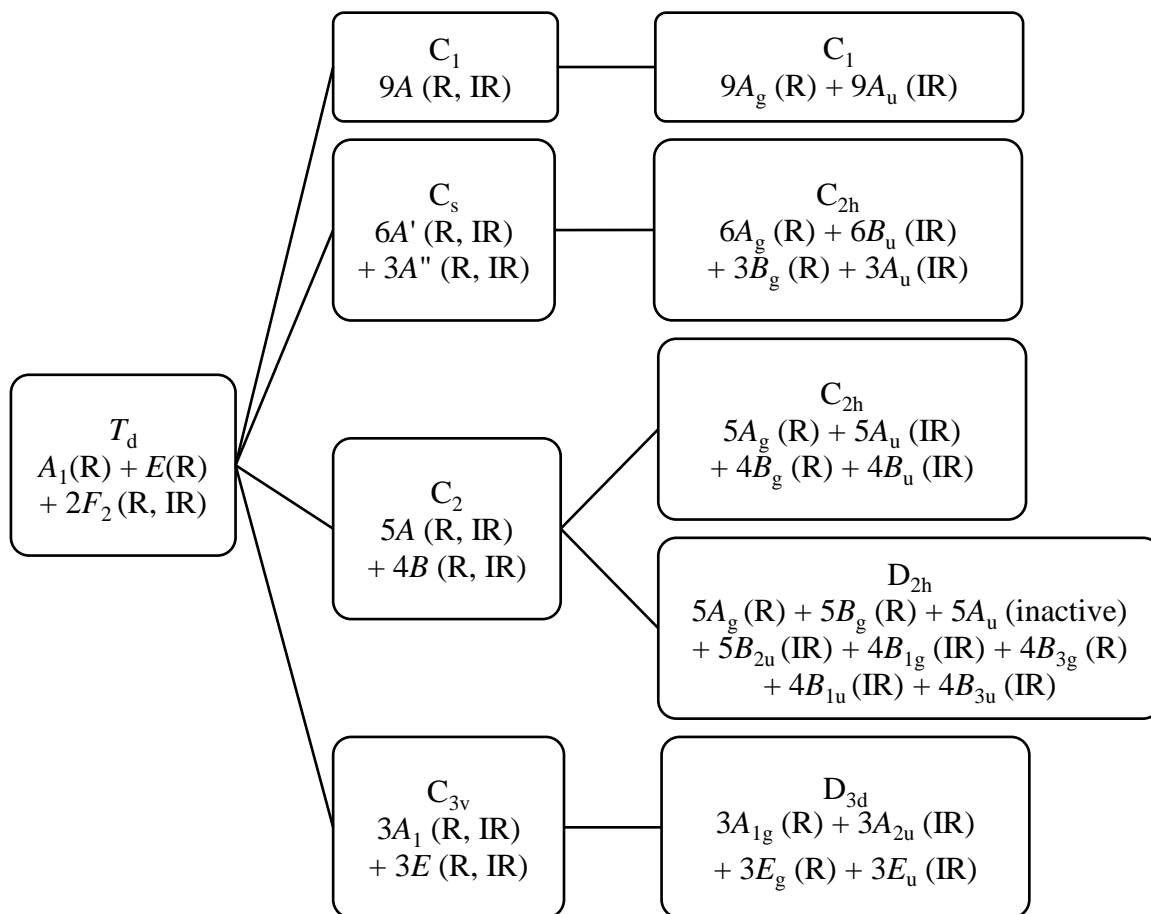 T_d
A_1(R) + E(R)
+ 2F_2 (R, IR)
C_1
9A (R, IR)
C_1
9A_g (R) + 9A_u (IR)
C_s
6A' (R, IR)
+ 3A" (R, IR)
C_2h
6A_g (R) + 6B_u (IR)
+ 3B_g (R) + 3A_u (IR)
C_2
5A (R, IR)
+ 4B (R, IR)
C_2h
5A_g (R) + 5A_u (IR)
+ 4B_g (R) + 4B_u (IR)
D_2h
5A_g (R) + 5B_g (R) + 5A_u (inactive)
+ 5B_2u (IR) + 4B_1g (IR) + 4B_3g (R)
+ 4B_1u (IR) + 4B_3u (IR)
C_3v
3A_1 (R, IR)
+ 3E (R, IR)
D_3d
3A_1g (R) + 3A_2u (IR)
+ 3E_g (R) + 3E_u (IR)